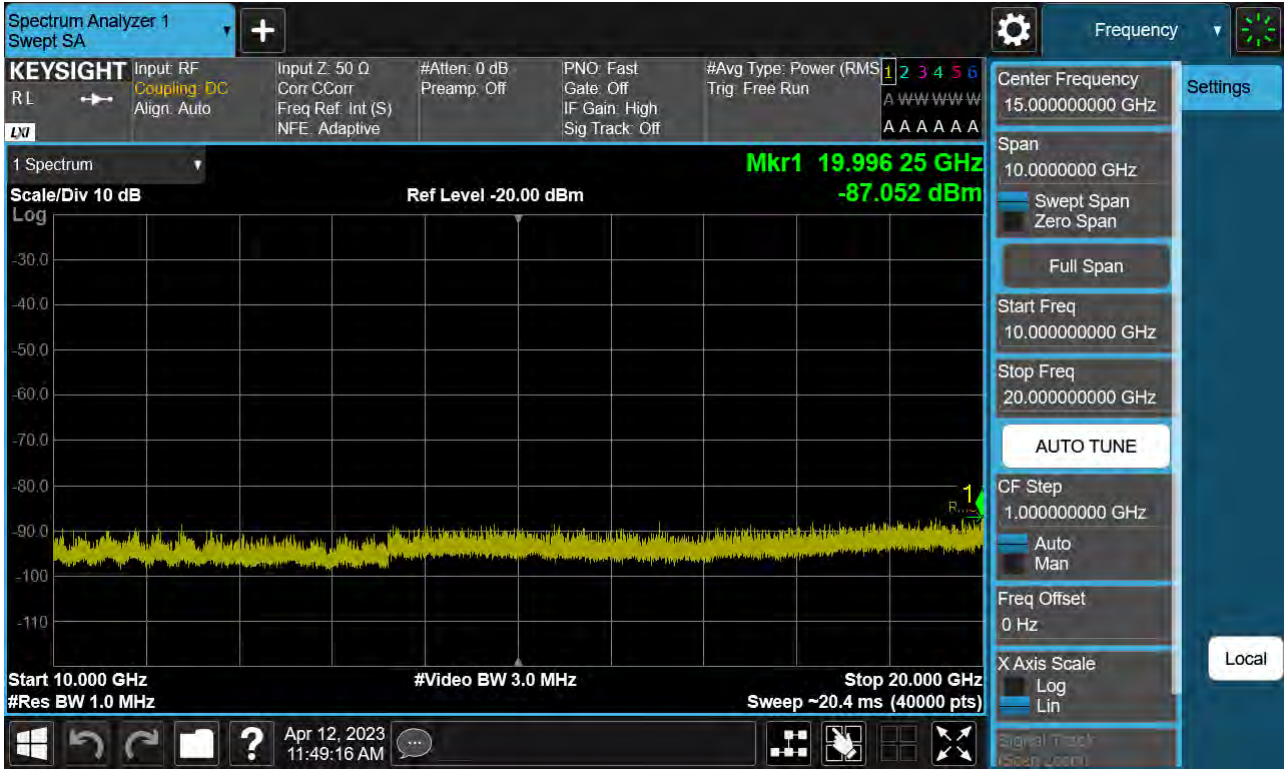 Spectrum Analyzer 1
Swept SA
+
Frequency
KEYSIGHT
RL
LXI
Input: RF
Coupling: DC
Align: Auto
Input Z: 50 Ω
Corr CCorr
Freq Ref: Int (S)
NFE: Adaptive
#Atten: 0 dB
Preamp: Off
PNO: Fast
Gate: Off
IF Gain: High
Sig Track: Off
#Avg Type: Power (RMS
Trig: Free Run
1 2 3 4 5 6
A W W W W W
A A A A A A
1 Spectrum
Scale/Div 10 dB
Ref Level -20.00 dBm
Mkr1 19.996 25 GHz
-87.052 dBm
Log
-30.0
-40.0
-50.0
-60.0
-70.0
-80.0
-90.0
-100
-110
1
Start 10.000 GHz
#Video BW 3.0 MHz
Stop 20.000 GHz
#Res BW 1.0 MHz
Sweep ~20.4 ms (40000 pts)
Center Frequency
15.000000000 GHz
Span
10.0000000 GHz
Swept Span
Zero Span
Full Span
Start Freq
10.000000000 GHz
Stop Freq
20.000000000 GHz
AUTO TUNE
CF Step
1.000000000 GHz
Auto
Man
Freq Offset
0 Hz
X Axis Scale
Log
Lin
Signal Track
(Span Zoom)
Settings
Local
?
Apr 12, 2023
11:49:16 AM